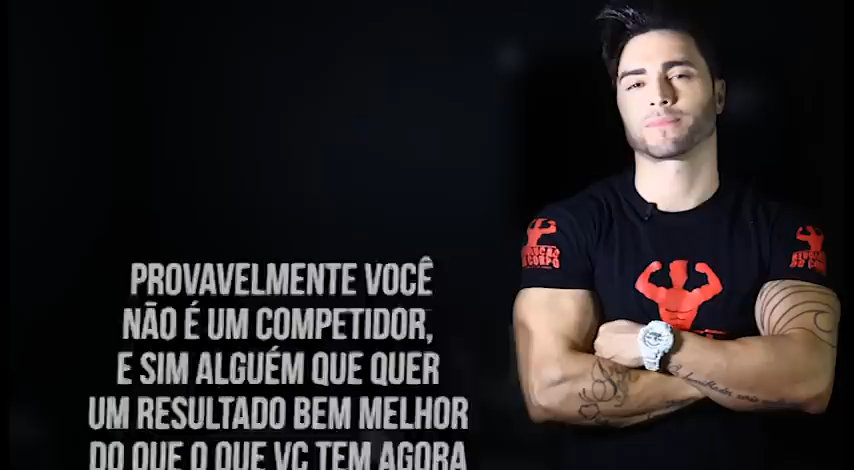 PROVAVELMENTE VOCÊ
NÃO É UM COMPETIDOR,
E SIM ALGUÉM QUE QUER
UM RESULTADO BEM MELHOR
DO QUE O QUE VC TEM AGORA